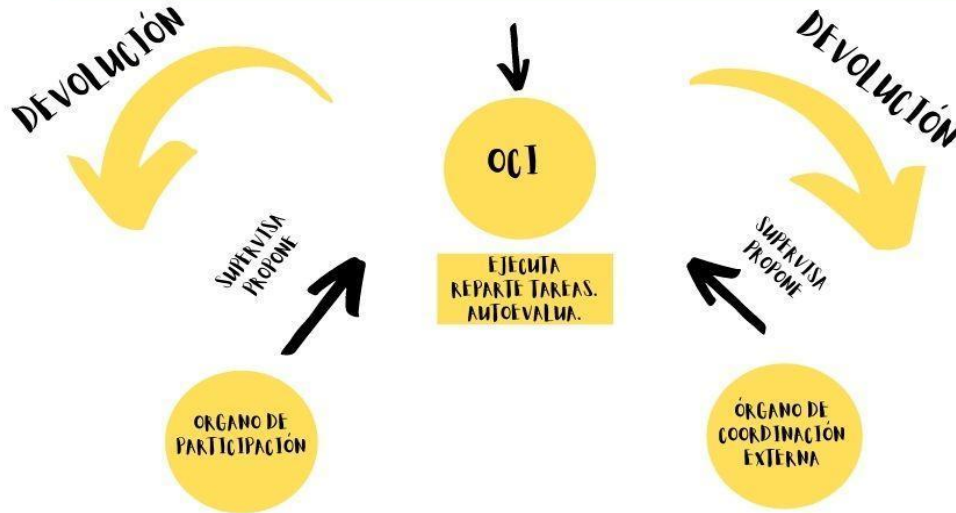 DEVOLUCIÓN
DEVOLUCIÓN
OCI
SUPERVISA
PROPONE
SUPERVISA
PROPONE
EJECUTA
REPARTE TAREAS.
AUTOEVALUA.
ORGANO DE
PARTICIPACIÓN
ÓRGANO DE
COORDINACIÓN
EXTERNA